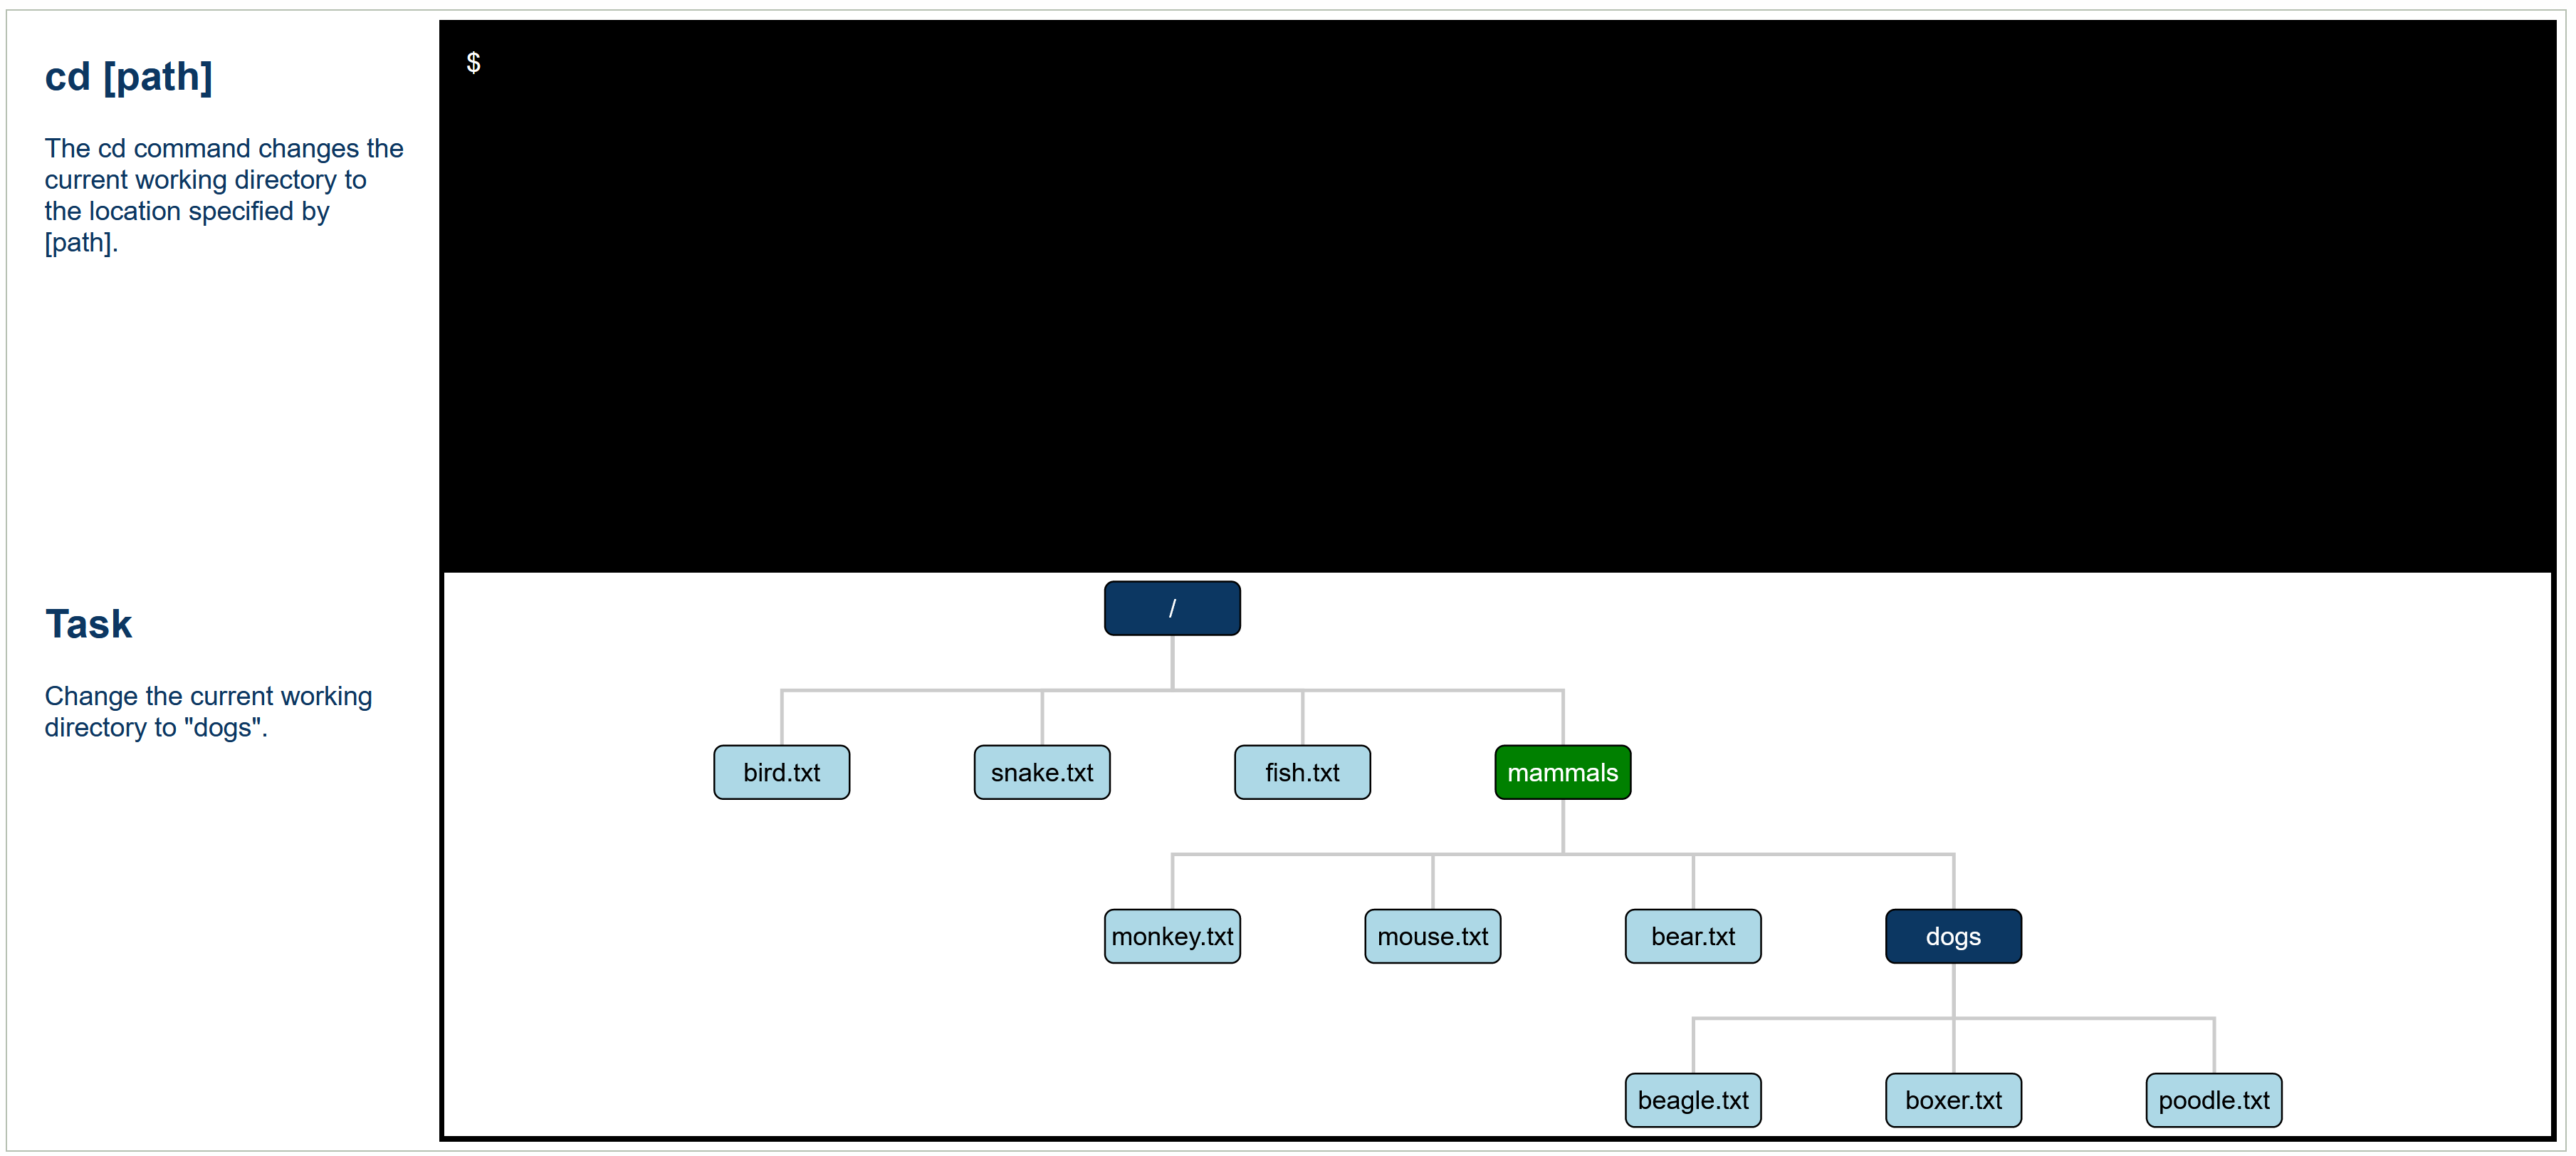 cd [path]
The cd command changes the
current working directory to
the location specified by
[path].
$
Task
Change the current working
directory to "dogs".
/
bird.txt snake.txt fish.txt mammals
monkey.txt mouse.txt bear.txt dogs
beagle.txt boxer.txt poodle.txt